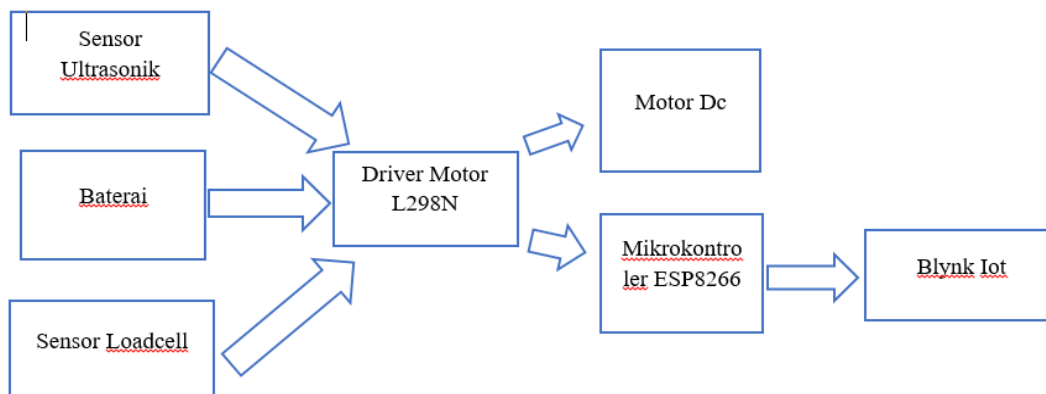 Sensor
Ultrasonik
Baterai
Sensor Loadcell
Driver Motor
L298N
Motor Dc
Mikrokontro
ler ESP8266
Blynk Iot